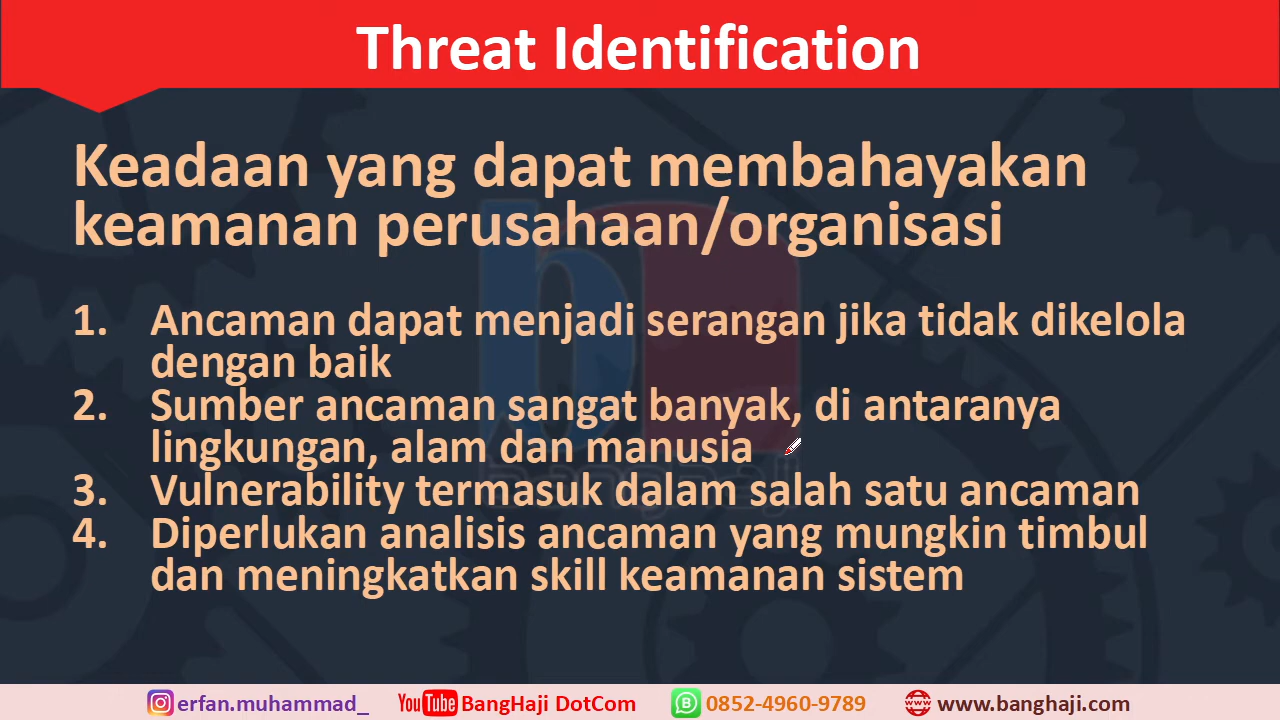 Threat Identification
Keadaan yang dapat membahayakan
keamanan perusahaan/organisasi
1. Ancaman dapat menjadi serangan jika tidak dikelola
dengan baik
2. Sumber ancaman sangat banyak, di antaranya
lingkungan, alam dan manusia
3. Vulnerability termasuk dalam salah satu ancaman
4. Diperlukan analisis ancaman yang mungkin timbul
dan meningkatkan skill keamanan sistem
banghaji
erfan.muhammad_ YouTube BangHaji DotCom 0852-4960-9789 www.banghaji.com